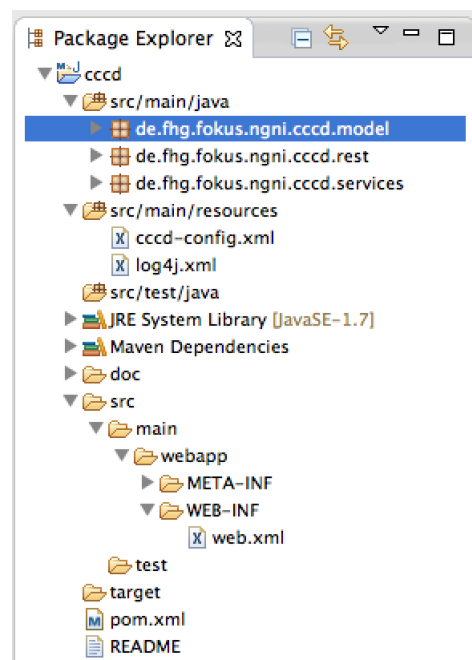 Package Explorer
cccd
src/main/java
de.fhg.fokus.ngni.cccd.model
de.fhg.fokus.ngni.cccd.rest
de.fhg.fokus.ngni.cccd.services
src/main/resources
cccd-config.xml
log4j.xml
src/test/java
JRE System Library [JavaSE-1.7]
Maven Dependencies
doc
src
main
webapp
META-INF
WEB-INF
web.xml
test
target
pom.xml
README